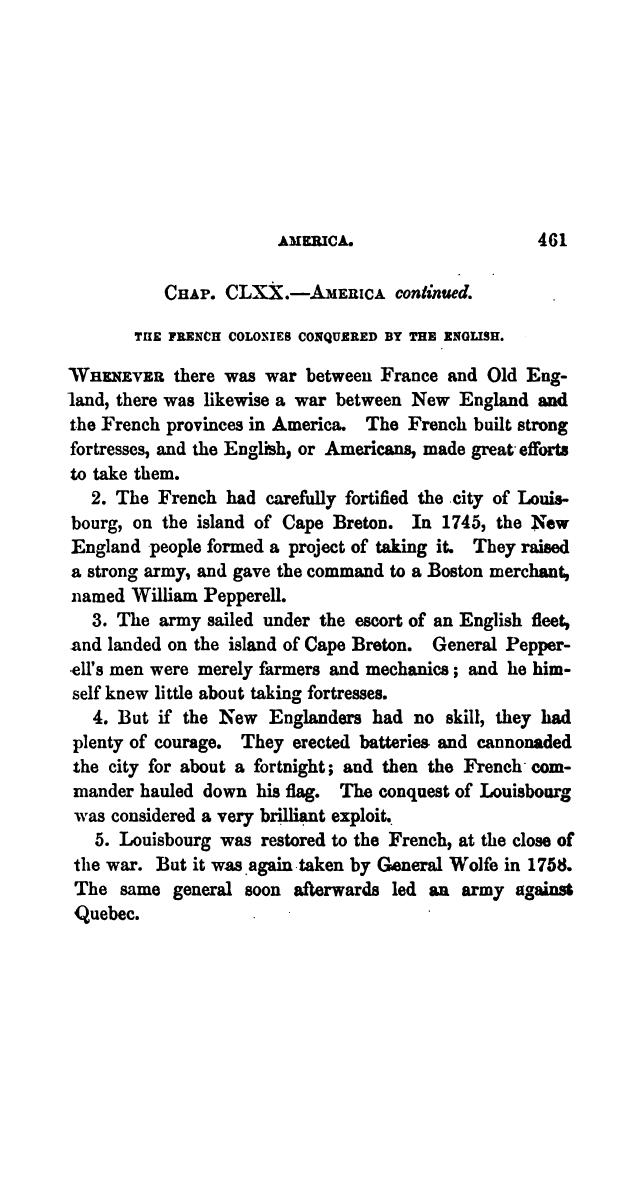 AMERICA. 461
CHAP. CLXX.—AMERICA continued.
THE FRENCH COLONIES CONQUERED BY THE ENGLISH.
WHENEVER there was war between France and Old Eng-
land, there was likewise a war between New England and
the French provinces in America. The French built strong
fortresses, and the English, or Americans, made great efforts
to take them.
2. The French had carefully fortified the city of Louis-
bourg, on the island of Cape Breton. In 1745, the New
England people formed a project of taking it. They raised
a strong army, and gave the command to a Boston merchant,
named William Pepperell.
3. The army sailed under the escort of an English fleet,
and landed on the island of Cape Breton. General Pepper-
ell's men were merely farmers and mechanics; and he him-
self knew little about taking fortresses.
4. But if the New Englanders had no skill, they had
plenty of courage. They erected batteries and cannonaded
the city for about a fortnight; and then the French com-
mander hauled down his flag. The conquest of Louisbourg
was considered a very brilliant exploit.
5. Louisbourg was restored to the French, at the close of
the war. But it was again taken by General Wolfe in 1758.
The same general soon afterwards led an army against
Quebec.